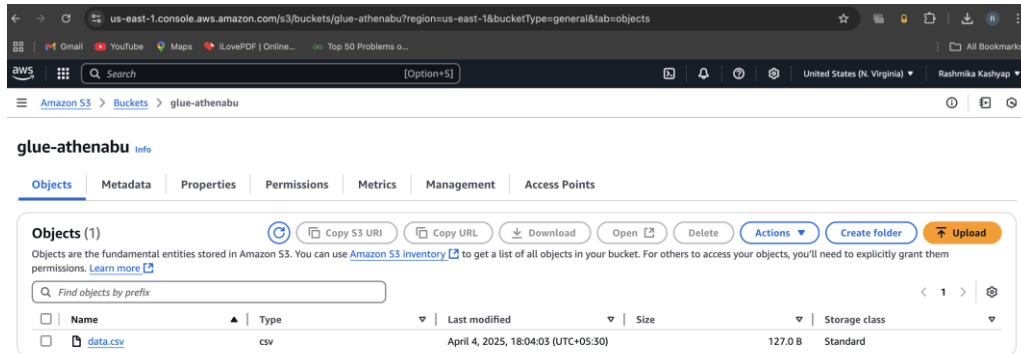 us-east-1.console.aws.amazon.com/s3/buckets/glue-athenabu?region=us-east-1&bucketType=general&tab=objects
R
Gmail YouTube Maps iLovePDF | Online... Top 50 Problems o... All Bookmarks
aws Search [Option+S] United States (N. Virginia) Rashmika Kashyap
Amazon S3 > Buckets > glue-athenabu
glue-athenabu Info
Objects Metadata Properties Permissions Metrics Management Access Points
Objects (1) Copy S3 URI Copy URL Download Open Delete Actions Create folder Upload
Objects are the fundamental entities stored in Amazon S3. You can use Amazon S3 inventory to get a list of all objects in your bucket. For others to access your objects, you'll need to explicitly grant them
permissions. Learn more
Find objects by prefix < 1 >
Name Type Last modified Size Storage class
data.csv csv April 4, 2025, 18:04:03 (UTC+05:30) 127.0 B Standard